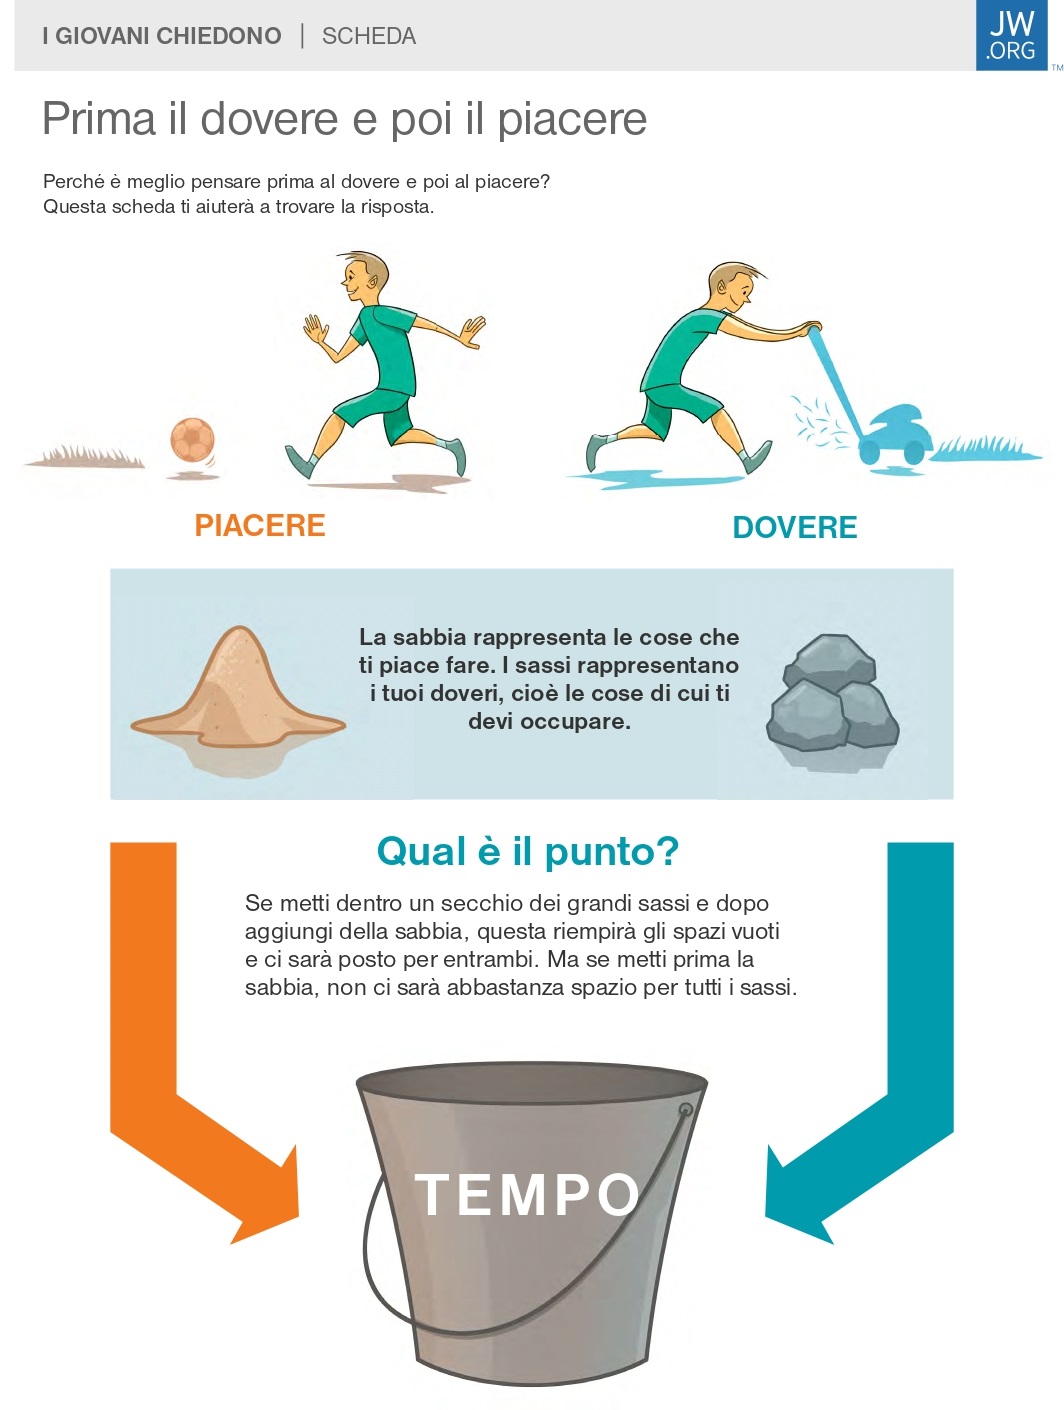 I GIOVANI CHIEDONO | SCHEDA
JW
.ORG
TM
Prima il dovere e poi il piacere
Perché è meglio pensare prima al dovere e poi al piacere?
Questa scheda ti aiuterà a trovare la risposta.
PIACERE
DOVERE
La sabbia rappresenta le cose che
ti piace fare. I sassi rappresentano
i tuoi doveri, cioè le cose di cui ti
devi occupare.
Qual è il punto?
Se metti dentro un secchio dei grandi sassi e dopo
aggiungi della sabbia, questa riempirà gli spazi vuoti
e ci sarà posto per entrambi. Ma se metti prima la
sabbia, non ci sarà abbastanza spazio per tutti i sassi.
TEMPO